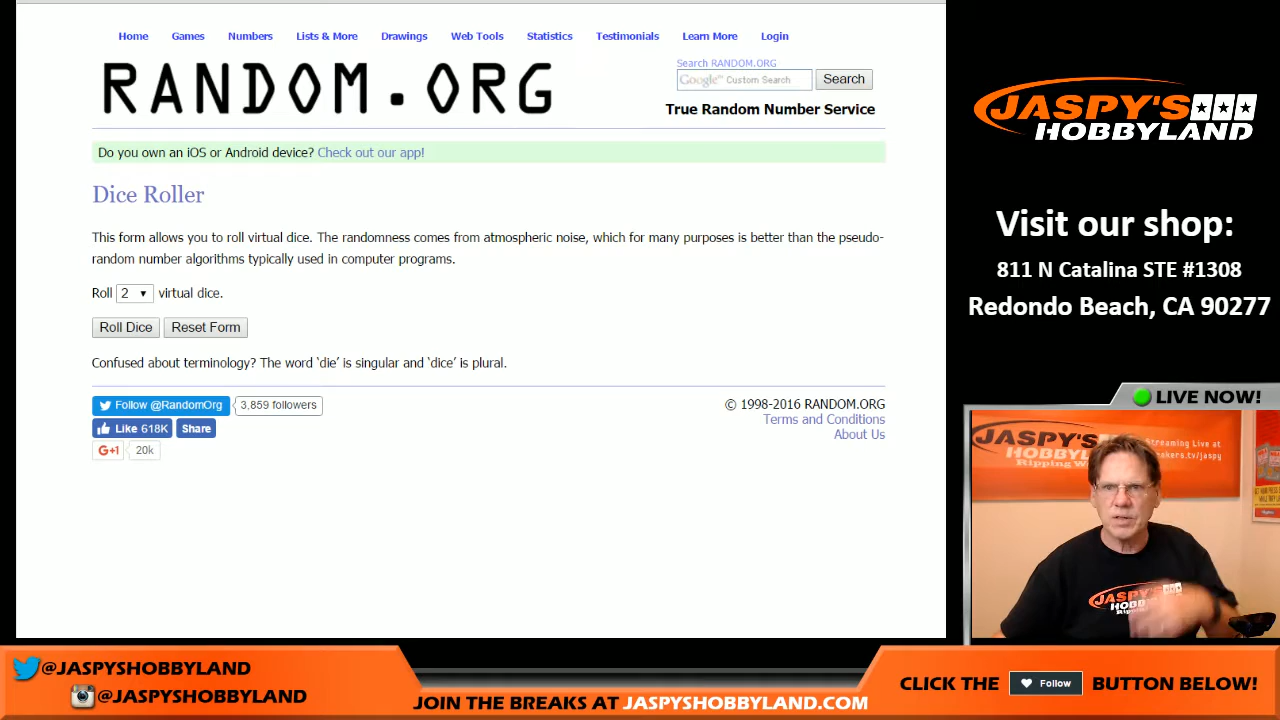 Home Games Numbers Lists & More Drawings Web Tools Statistics Testimonials Learn More Login
RANDOM.ORG
Search RANDOM.ORG
Google™ Custom Search Search
True Random Number Service
Do you own an iOS or Android device? Check out our app!
Dice Roller
This form allows you to roll virtual dice. The randomness comes from atmospheric noise, which for many purposes is better than the pseudo-
random number algorithms typically used in computer programs.
Roll 2 virtual dice.
Roll Dice Reset Form
Confused about terminology? The word ‘die’ is singular and ‘dice’ is plural.
Follow @RandomOrg 3,859 followers
Like 618K Share
G+1 20k
© 1998-2016 RANDOM.ORG
Terms and Conditions
About Us
JASPY'S
HOBBYLAND
Visit our shop:
811 N Catalina STE #1308
Redondo Beach, CA 90277
LIVE NOW!
JASPY'S
HOBBYLAND
Streaming Live at
JASPY'S
@JASPYSHOBBYLAND
@JASPYSHOBBYLAND
JOIN THE BREAKS AT JASPYSHOBBYLAND.COM
CLICK THE Follow BUTTON BELOW!